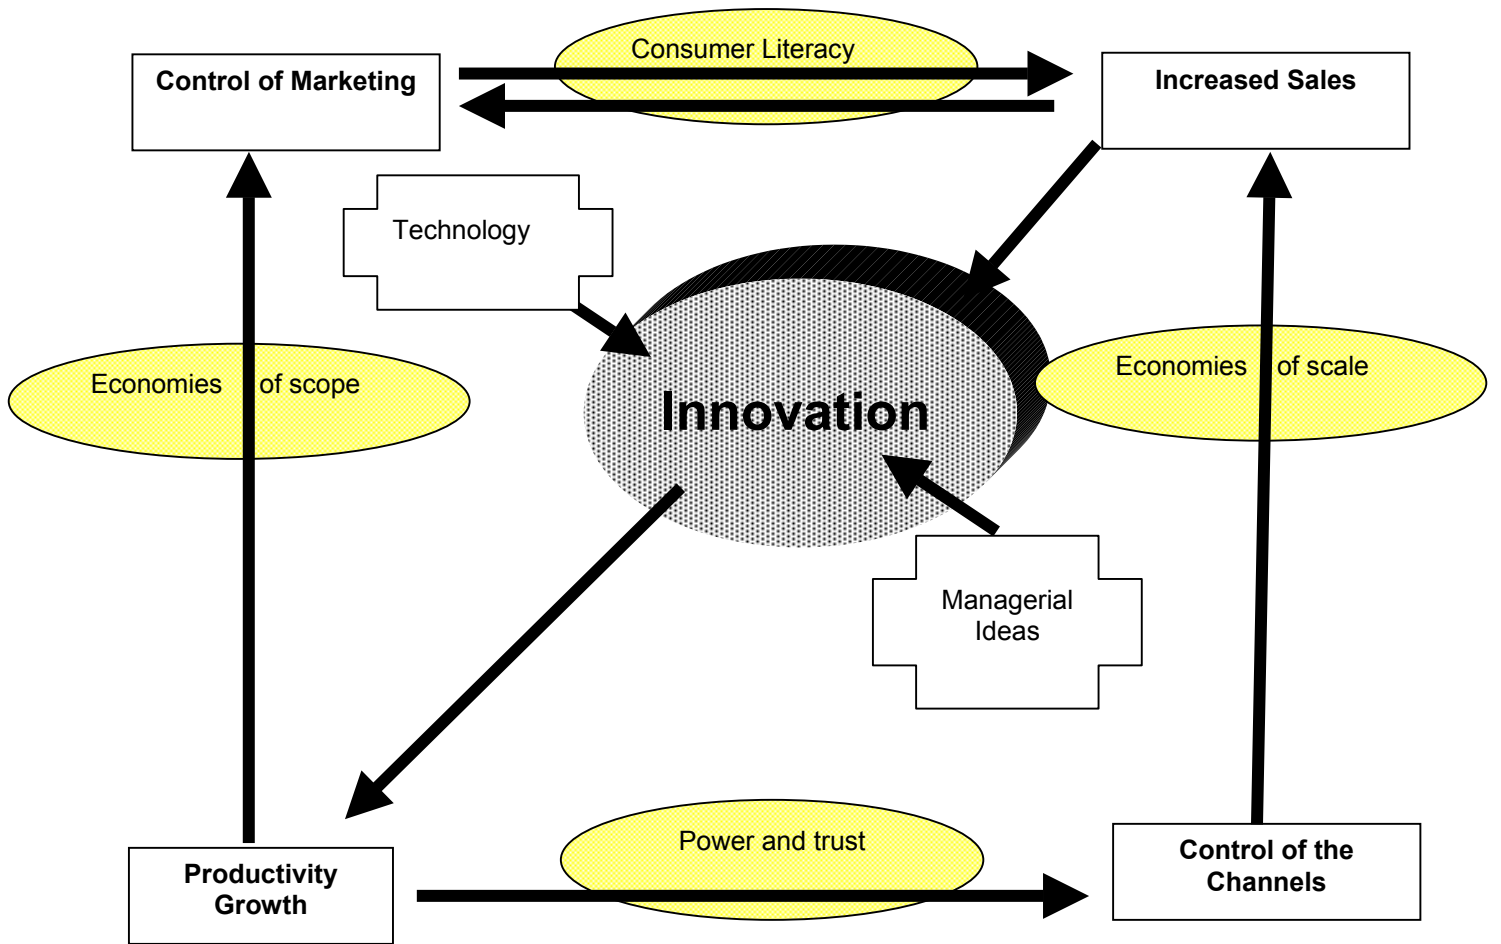 Consumer Literacy
Control of Marketing
Increased Sales
Technology
Economies of scope
Economies of scale
Innovation
Managerial
Ideas
Power and trust
Productivity
Growth
Control of the
Channels